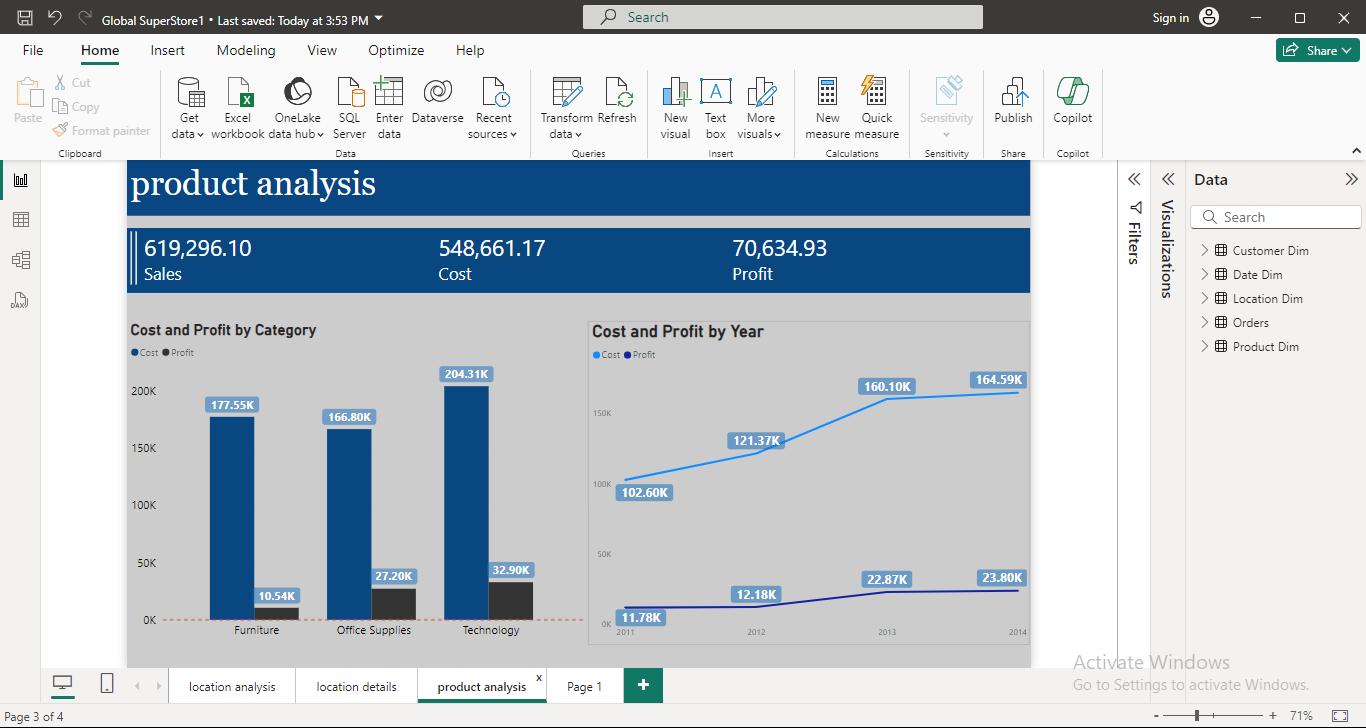 Global SuperStore1 • Last saved: Today at 3:53 PM
Search
Sign in
File Home Insert Modeling View Optimize Help
Share
Paste
Cut
Copy
Format painter
Clipboard
Get data
Excel workbook
OneLake data hub
SQL Server
Enter data
Dataverse
Recent sources
Data
Transform data
Refresh
Queries
New visual
Text box
More visuals
Insert
New measure
Quick measure
Calculations
Sensitivity
Sensitivity
Publish
Share
Copilot
Copilot
product analysis
619,296.10 548,661.17 70,634.93
Sales Cost Profit
Cost and Profit by Category
Cost Profit
200K
150K
100K
50K
0K
177.55K
10.54K
166.80K
27.20K
204.31K
32.90K
Furniture Office Supplies Technology
Cost and Profit by Year
Cost Profit
150K
100K
50K
0K
102.60K
121.37K
160.10K
164.59K
11.78K
12.18K
22.87K
23.80K
2011 2012 2013 2014
Filters
Visualizations
Data
Search
Customer Dim
Date Dim
Location Dim
Orders
Product Dim
DAX
Activate Windows
Go to Settings to activate Windows.
location analysis location details product analysis x Page 1 +
Page 3 of 4
- + 71%